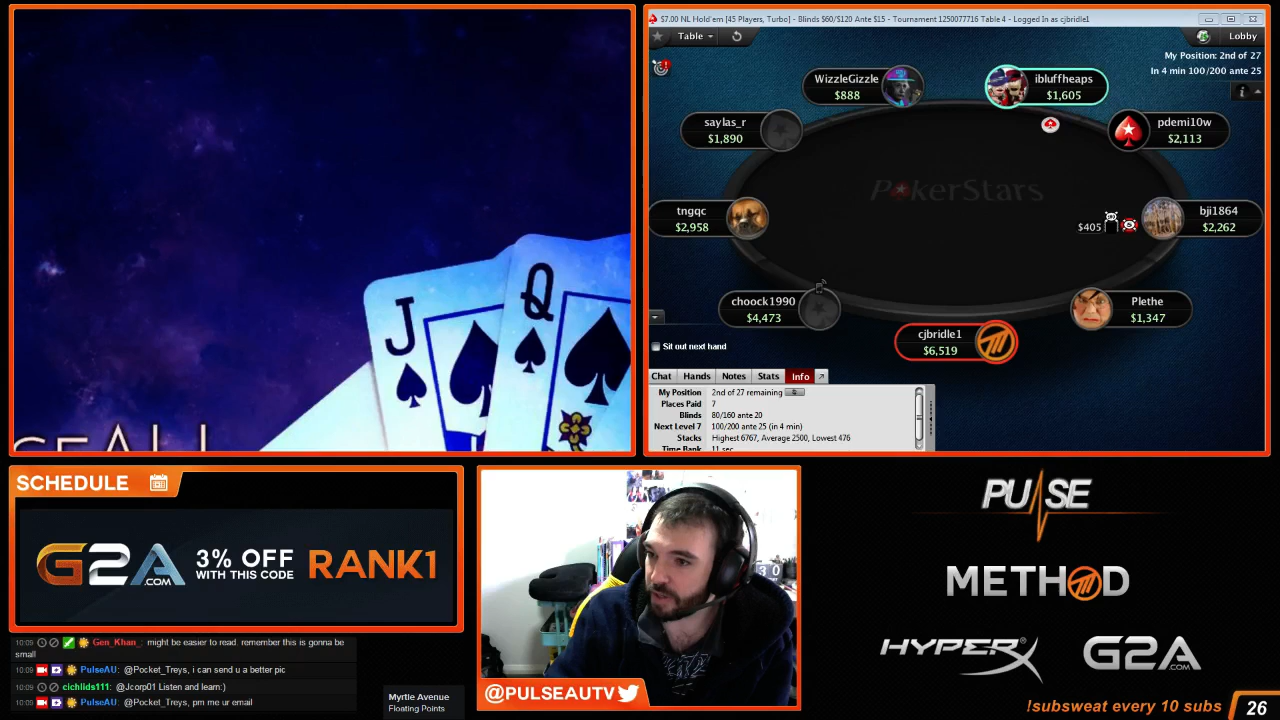 $7.00 NL Hold'em [45 Players, Turbo] - Blinds $60/$120 Ante $15 - Tournament 1250077716 Table 4 - Logged In as cjbridle1
Table
Lobby
My Position: 2nd of 27
In 4 min 100/200 ante 25
WizzleGizzle
$888
ibluffheaps
$1,605
saylas_r
$1,890
pdemi10w
$2,113
PokerStars
tngqc
$2,958
bji1864
$2,262
$405
choock1990
$4,473
Plethe
$1,347
cjbridle1
$6,519
Sit out next hand
Chat Hands Notes Stats Info
My Position 2nd of 27 remaining
Places Paid 7
Blinds 80/160 ante 20
Next Level 7 100/200 ante 25 (in 4 min)
Stacks Highest 6767, Average 2500, Lowest 476
Time Bank 11 sec
J
Q
SCHEDULE
G2A.COM
3% OFF
WITH THIS CODE
RANK1
10:09 Gen_Khan_: might be easier to read. remember this is gonna be
small
10:09 PulseAU: @Pocket_Treys, i can send u a better pic
10:09 cichlids111: @Jcorp01 Listen and learn:)
10:09 PulseAU: @Pocket_Treys, pm me ur email
Myrtle Avenue
Floating Points
30
@PULSEAUTV
PULSE
METHOD
HYPERX
G2A.COM
!subsweat every 10 subs
26